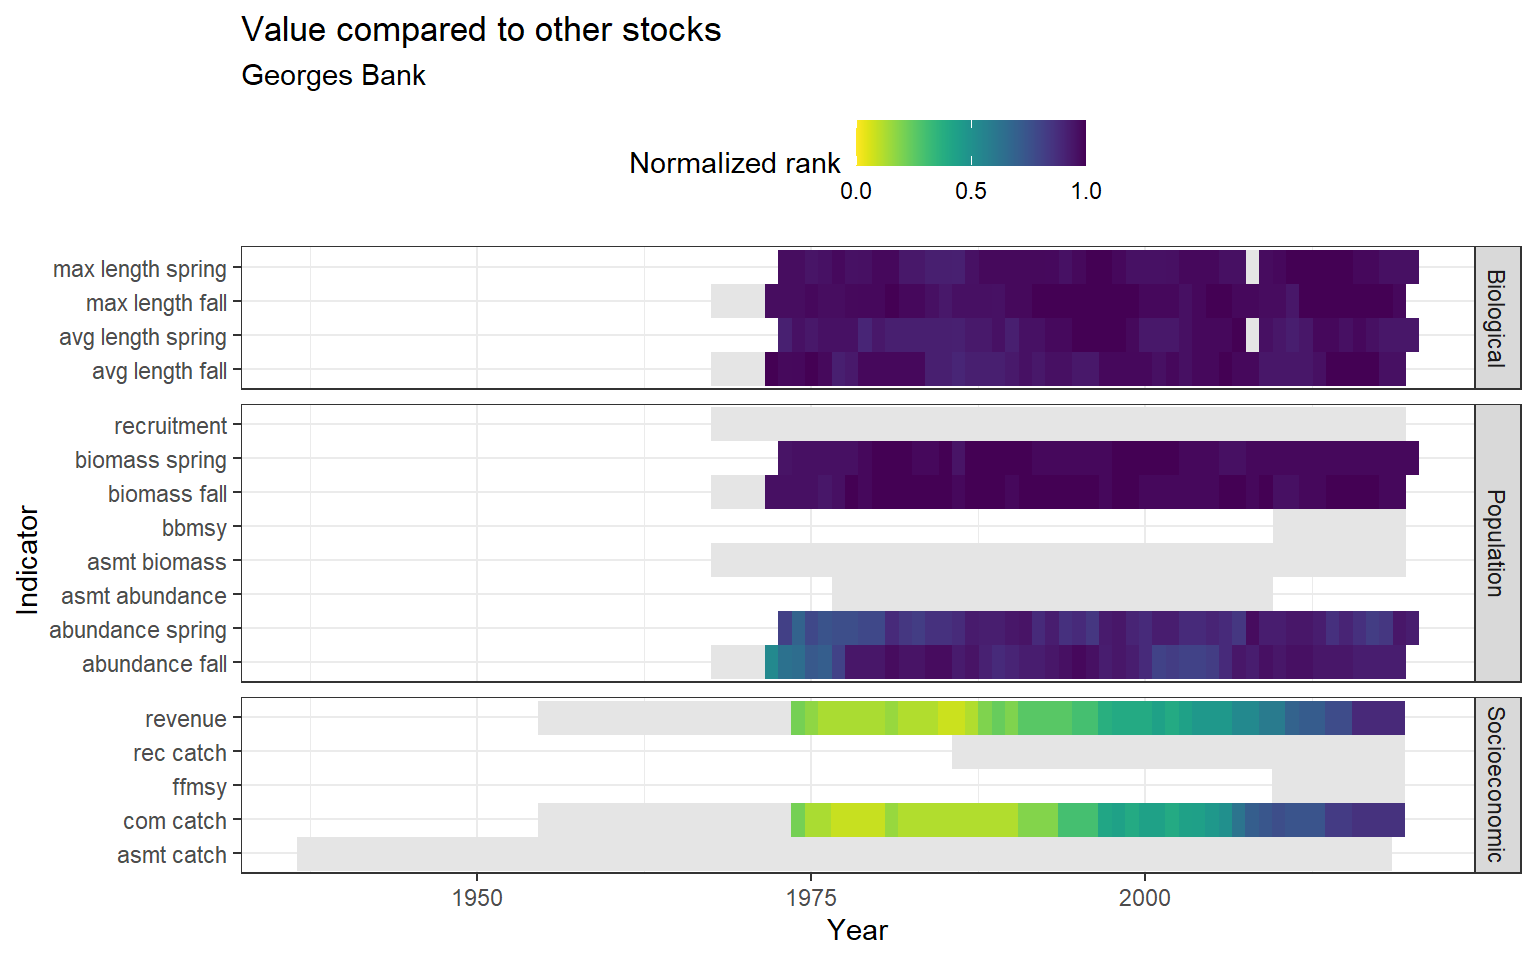 Value compared to other stocks
Georges Bank
Normalized rank
0.0 0.5 1.0
max length spring
max length fall
avg length spring
avg length fall
Biological
recruitment
biomass spring
biomass fall
bbmsy
asmt biomass
asmt abundance
abundance spring
abundance fall
Population
revenue
rec catch
ffmsy
com catch
asmt catch
Socioeconomic
Indicator
1950 1975 2000
Year